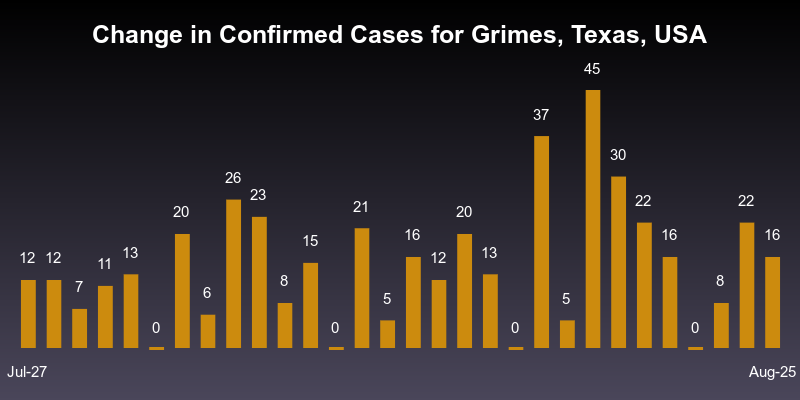 Change in Confirmed Cases for Grimes, Texas, USA
12 12 7 11 13 0 20 6 26 23 8 15 0 21 5 16 12 20 13 0 37 5 45 30 22 16 0 8 22 16
Jul-27 Aug-25